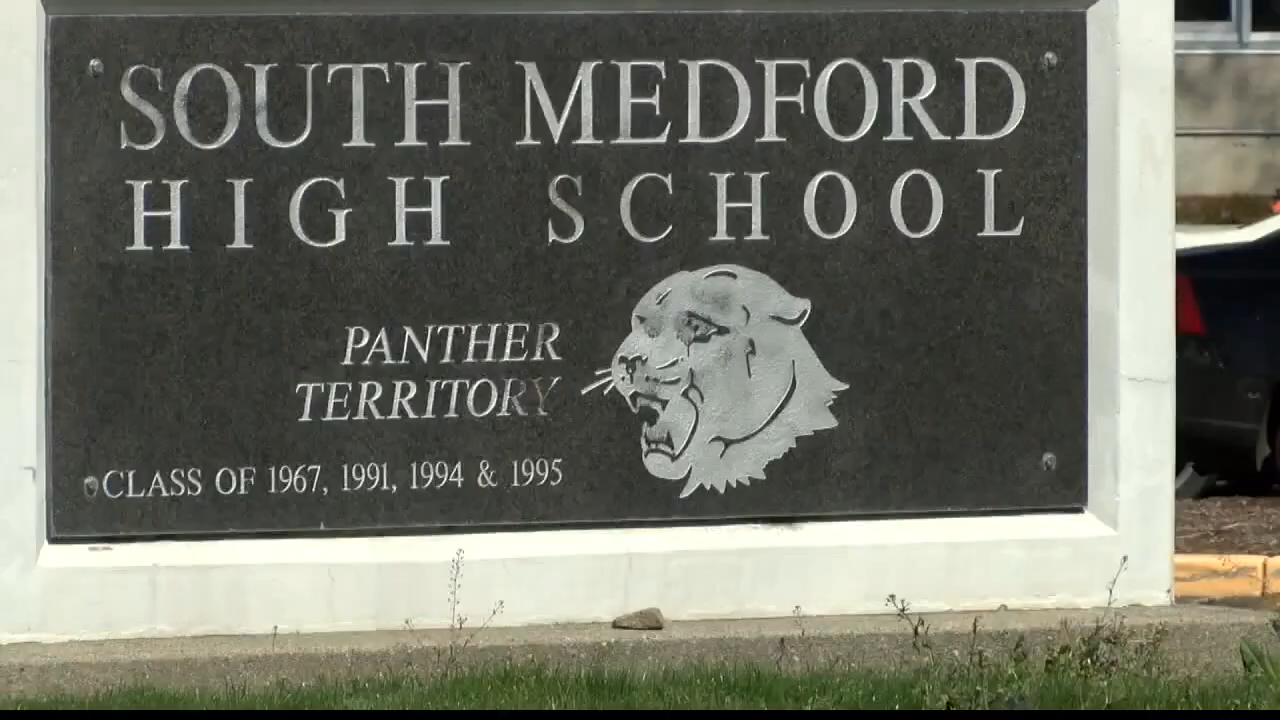 SOUTH MEDFORD
HIGH SCHOOL
PANTHER
TERRITORY
CLASS OF 1967, 1991, 1994 & 1995